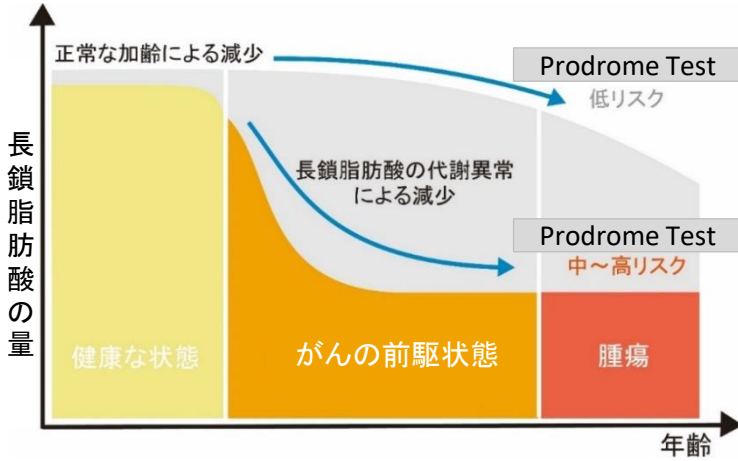 正常な加齢による減少
Prodrome Test
低リスク
長鎖脂肪酸の量
長鎖脂肪酸の代謝異常
による減少
Prodrome Test
中～高リスク
健康な状態
がんの前駆状態
腫瘍
年齢